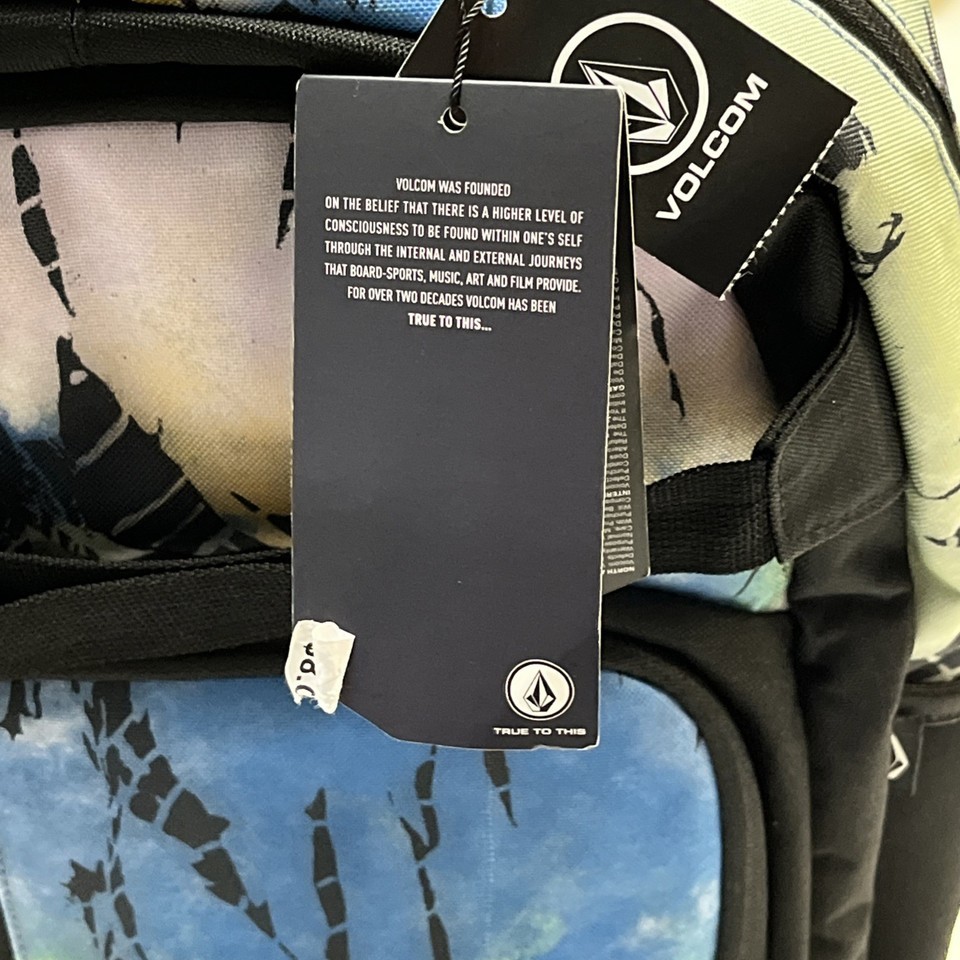 VOLCOM
VOLCOM WAS FOUNDED
ON THE BELIEF THAT THERE IS A HIGHER LEVEL OF
CONSCIOUSNESS TO BE FOUND WITHIN ONE'S SELF
THROUGH THE INTERNAL AND EXTERNAL JOURNEYS
THAT BOARD-SPORTS, MUSIC, ART AND FILM PROVIDE.
FOR OVER TWO DECADES VOLCOM HAS BEEN
TRUE TO THIS...
TRUE TO THIS